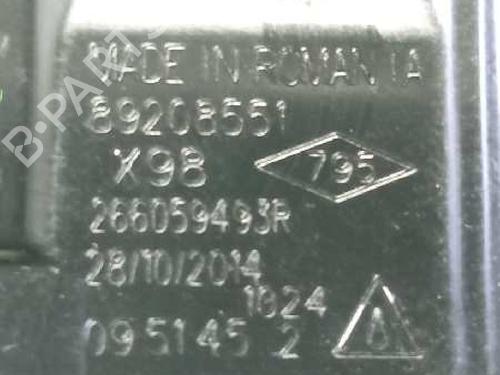 MADE IN ROMANIA
89208551
X98 795
266059493R
28/10/2014
1024
095145 2
B-PARTS